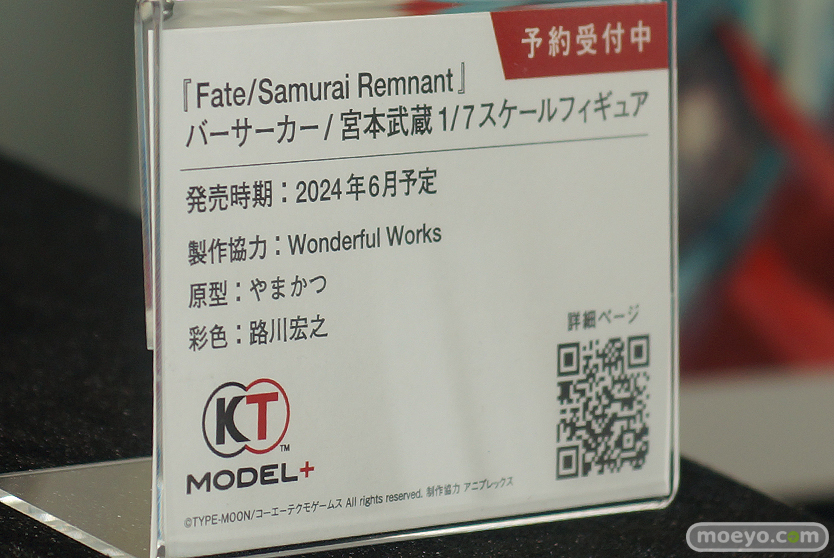 予約受付中
『Fate/Samurai Remnant』
バーサーカー/宮本武蔵1/7スケールフィギュア
発売時期：2024年6月予定
製作協力：Wonderful Works
原型：やまかつ
彩色：路川宏之
詳細ページ
KT™
MODEL+
©TYPE-MOON/コーエーテクモゲームス All rights reserved. 制作協力 アニプレックス
moeyo.com